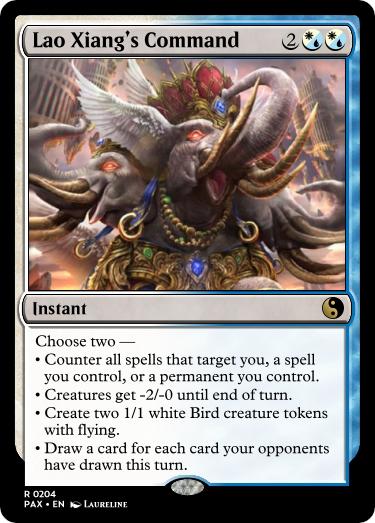 Lao Xiang's Command 2
Instant
Choose two —
• Counter all spells that target you, a spell
you control, or a permanent you control.
• Creatures get -2/-0 until end of turn.
• Create two 1/1 white Bird creature tokens
with flying.
• Draw a card for each card your opponents
have drawn this turn.
R 0204
PAX • EN Laureline